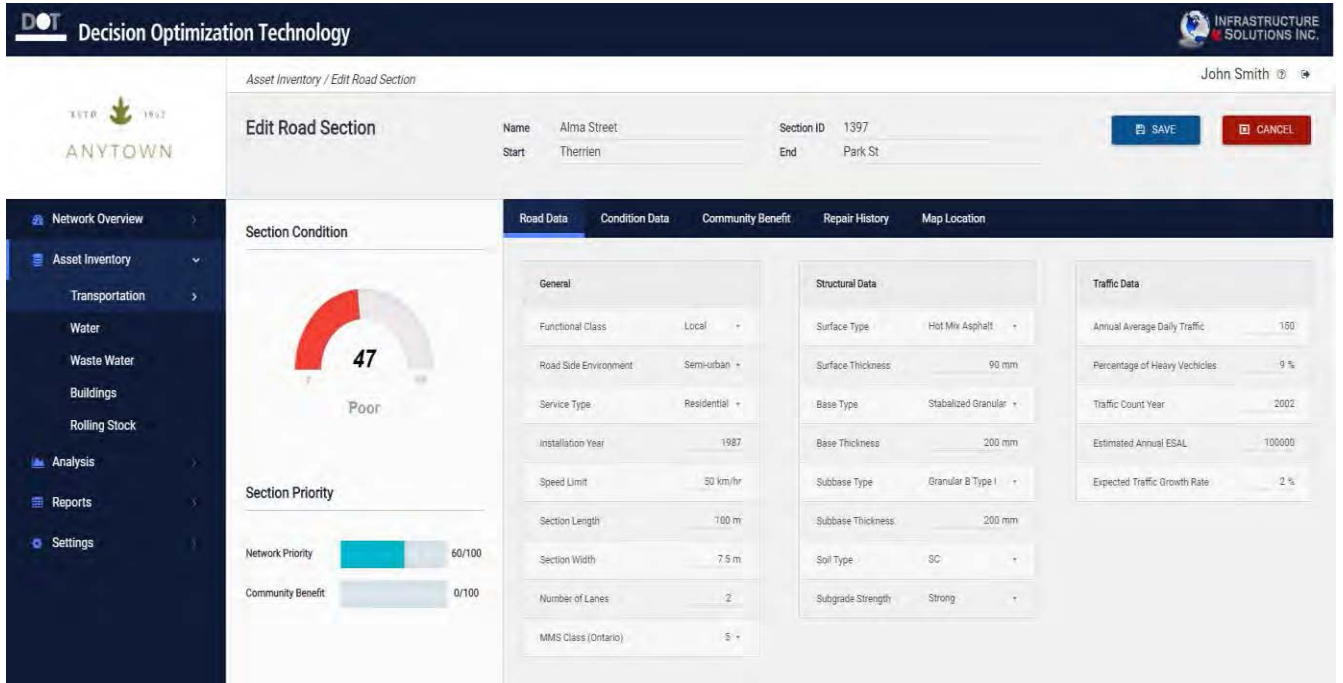 DOT Decision Optimization Technology
INFRASTRUCTURE
SOLUTIONS INC.
ANYTOWN
Asset Inventory / Edit Road Section
John Smith
Edit Road Section
Name Alma Street
Section ID 1397
Start Therrien
End Park St
SAVE
CANCEL
Network Overview
Asset Inventory
Transportation
Water
Waste Water
Buildings
Rolling Stock
Analysis
Reports
Settings
Section Condition
47
Poor
Section Priority
Network Priority 60/100
Community Benefit 0/100
Road Data Condition Data Community Benefit Repair History Map Location
General
Functional Class Local
Road Side Environment Semi-urban
Service Type Residential
Installation Year 1987
Speed Limit 50 km/hr
Section Length 100 m
Section Width 7.5 m
Number of Lanes 2
MMS Class (Ontario) 5
Structural Data
Surface Type Hot Mix Asphalt
Surface Thickness 90 mm
Base Type Stabalized Granular
Base Thickness 200 mm
Subbase Type Granular B Type I
Subbase Thickness 200 mm
Soil Type SC
Subgrade Strength Strong
Traffic Data
Annual Average Daily Traffic 150
Percentage of Heavy Vechicles 9 %
Traffic Count Year 2002
Estimated Annual ESAL 100000
Expected Traffic Growth Rate 2 %